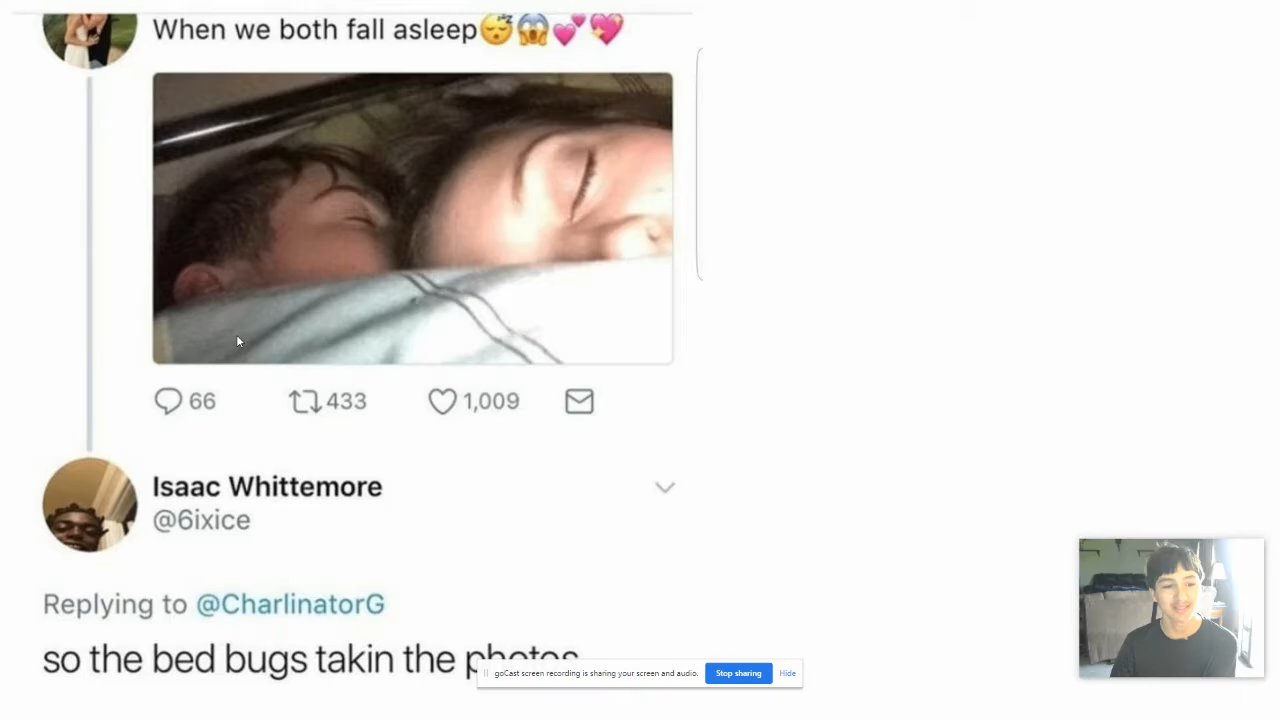 When we both fall asleep😴😱💕💖
66 433 1,009
Isaac Whittemore
@6ixice
Replying to @CharlinatorG
so the bed bugs takin the photos
goCast screen recording is sharing your screen and audio. Stop sharing Hide